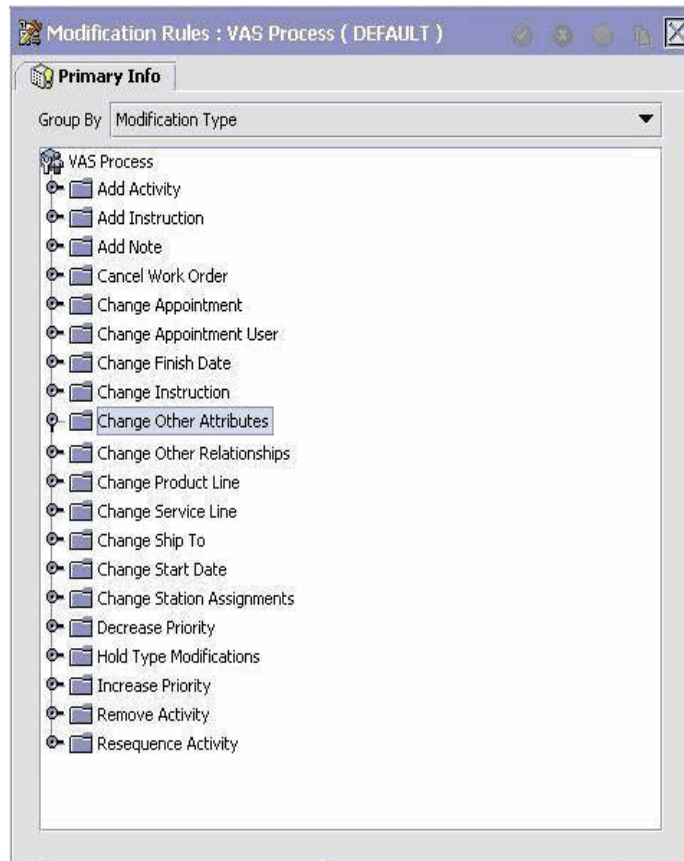 Modification Rules : VAS Process ( DEFAULT )
Primary Info
Group By Modification Type
VAS Process
Add Activity
Add Instruction
Add Note
Cancel Work Order
Change Appointment
Change Appointment User
Change Finish Date
Change Instruction
Change Other Attributes
Change Other Relationships
Change Product Line
Change Service Line
Change Ship To
Change Start Date
Change Station Assignments
Decrease Priority
Hold Type Modifications
Increase Priority
Remove Activity
Resequence Activity